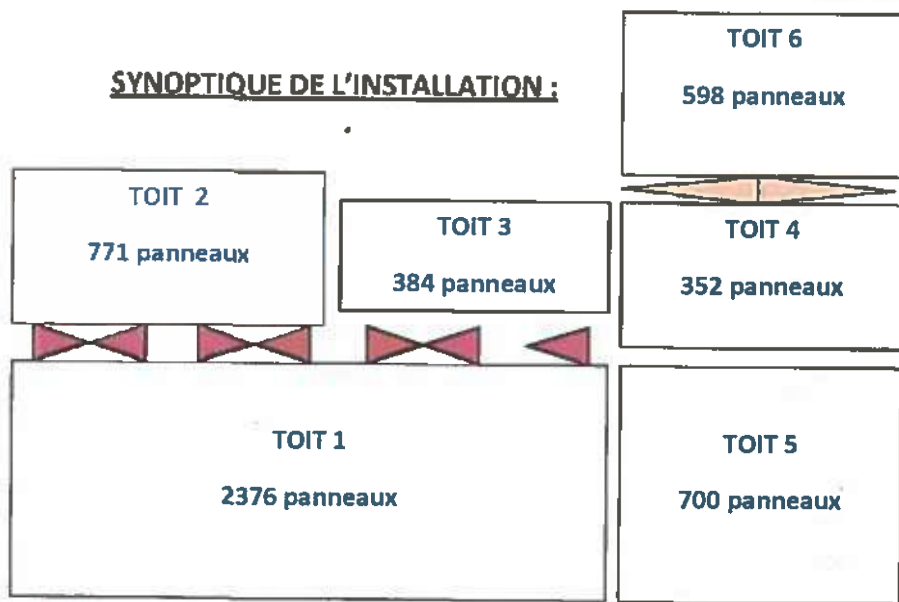 SYNOPTIQUE DE L'INSTALLATION :
TOIT 6
598 panneaux
TOIT 2
771 panneaux
TOIT 3
384 panneaux
TOIT 4
352 panneaux
TOIT 1
2376 panneaux
TOIT 5
700 panneaux